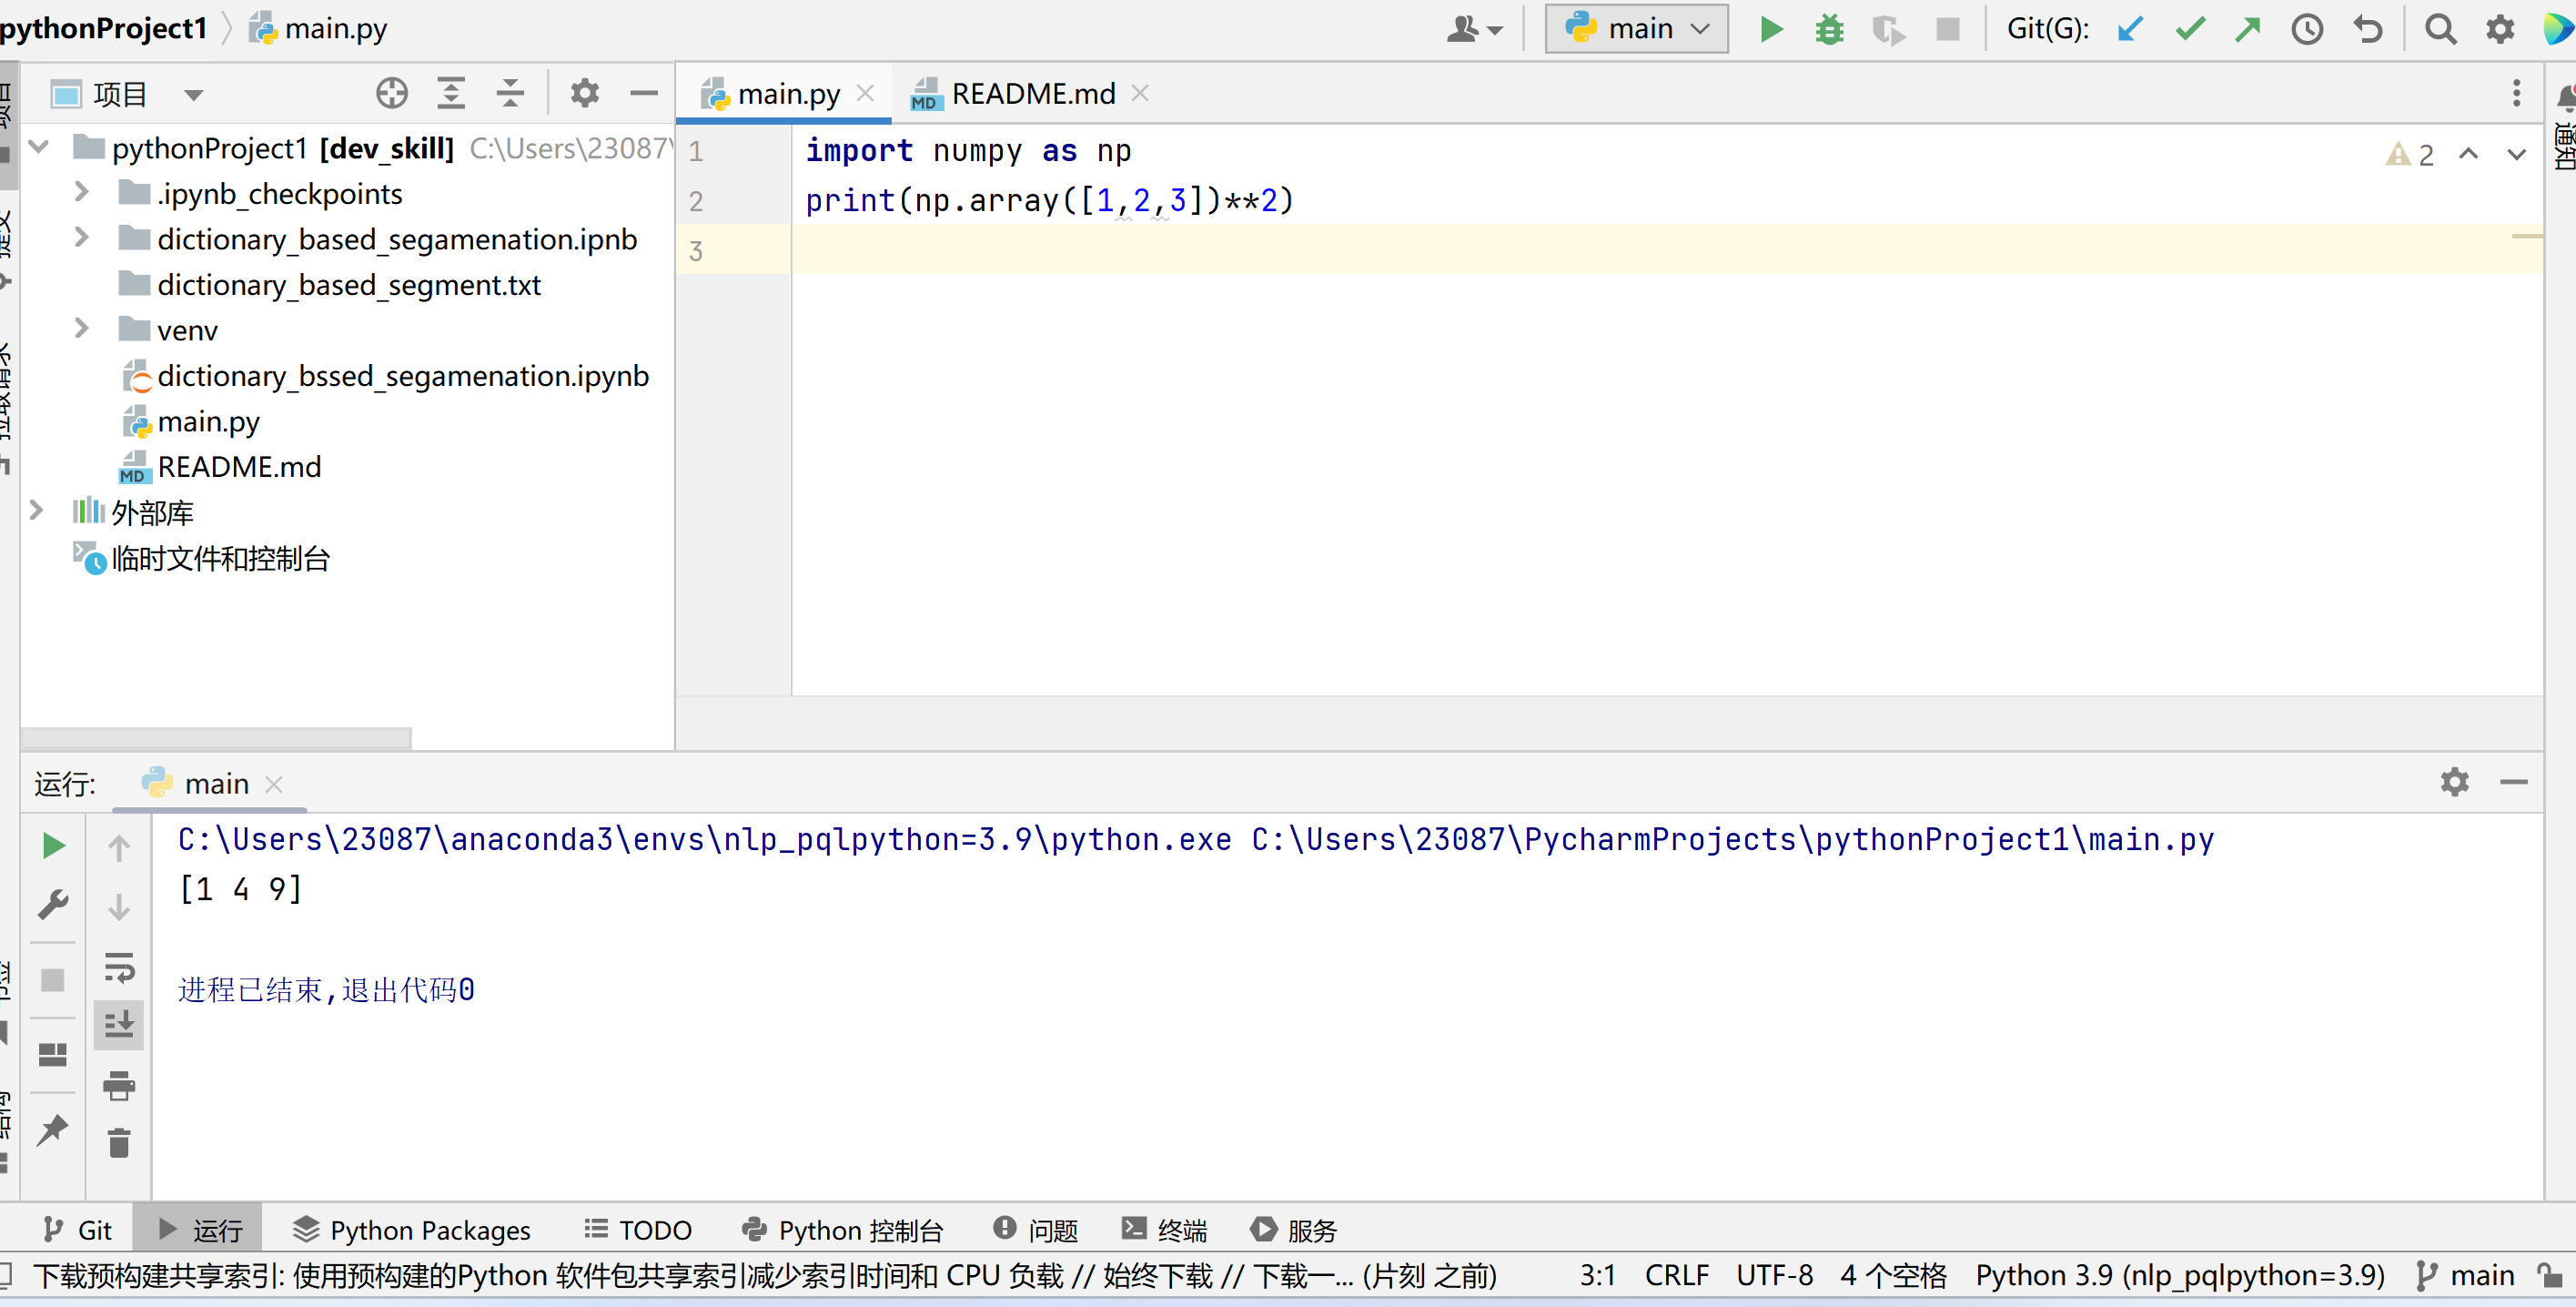 pythonProject1 main.py main Git(G):
项目
main.py README.md
pythonProject1 [dev_skill] C:\Users\23087\
.ipynb_checkpoints
dictionary_based_segamenation.ipnb
dictionary_based_segment.txt
venv
dictionary_bssed_segamenation.ipynb
main.py
MD README.md
外部库
临时文件和控制台
1 import numpy as np
2 print(np.array([1,2,3])**2)
3
2
通知
运行: main
C:\Users\23087\anaconda3\envs\nlp_pqlpython=3.9\python.exe C:\Users\23087\PycharmProjects\pythonProject1\main.py
[1 4 9]
进程已结束,退出代码0
Git 运行 Python Packages TODO Python 控制台 问题 终端 服务
下载预构建共享索引: 使用预构建的Python 软件包共享索引减少索引时间和 CPU 负载 // 始终下载 // 下载一... (片刻 之前) 3:1 CRLF UTF-8 4 个空格 Python 3.9 (nlp_pqlpython=3.9) main